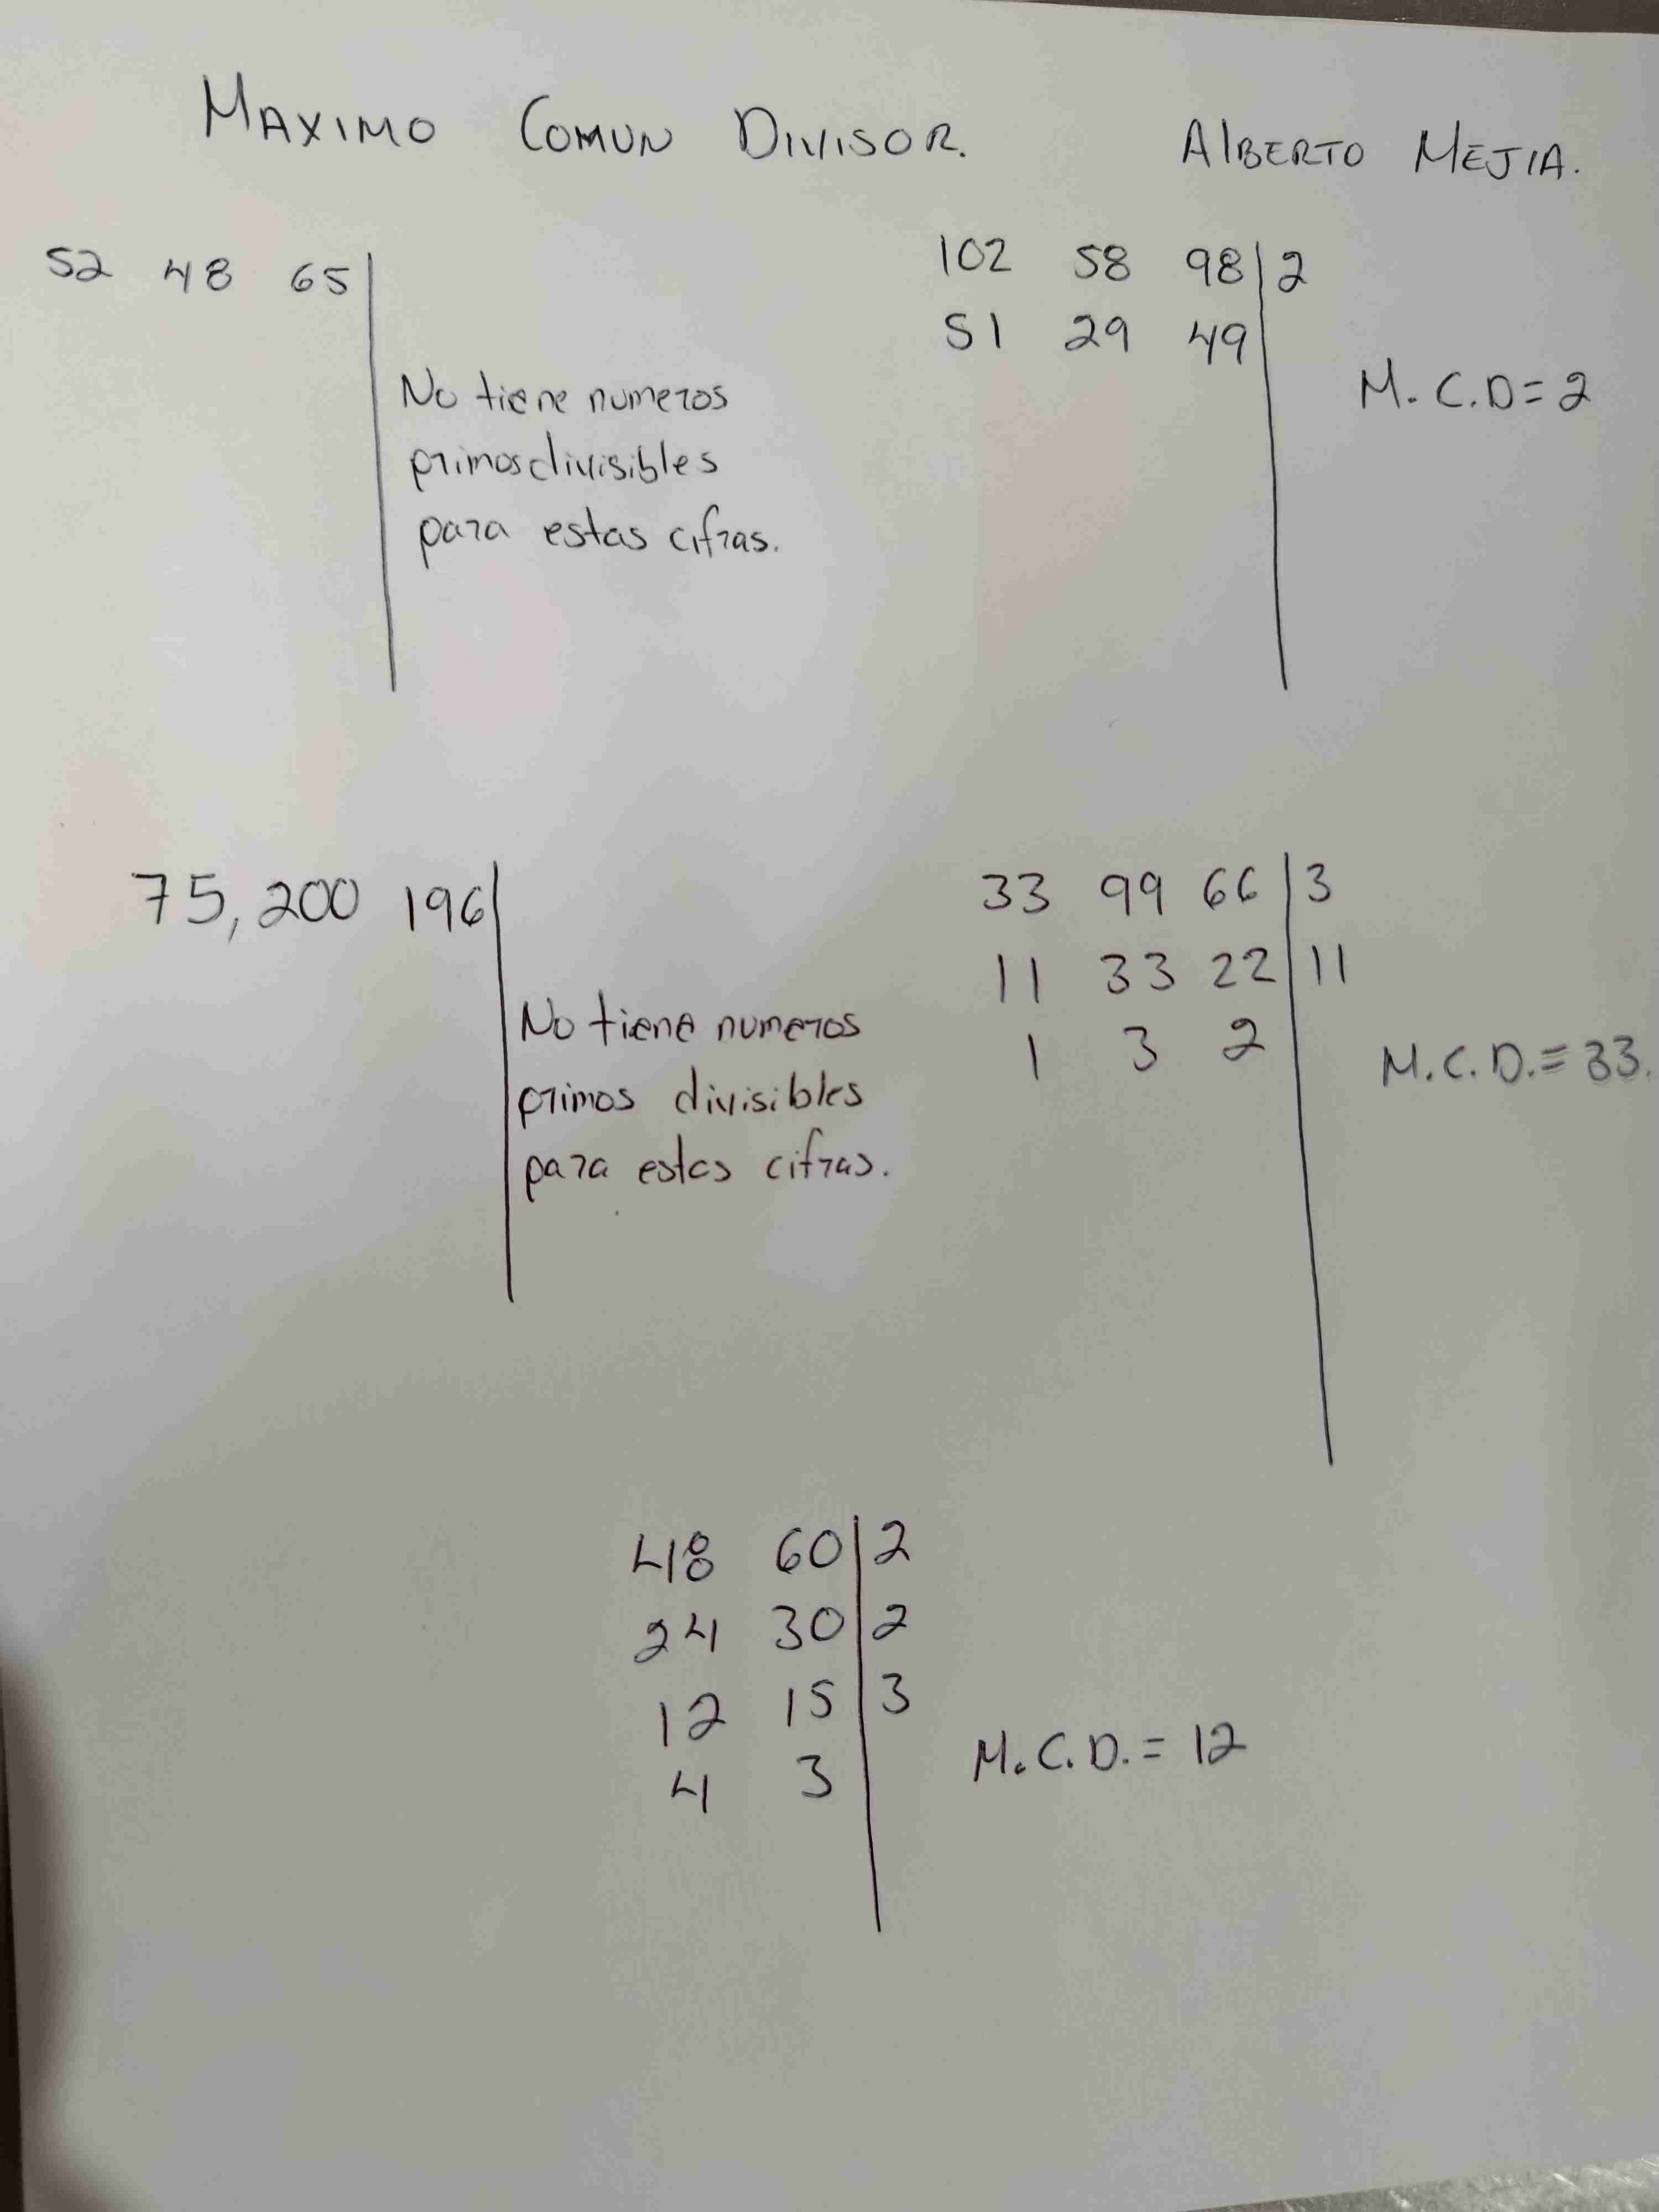 MAXIMO COMUN DIVISOR. AlBERTO MEJIA.
52 48 65
No tiene numeros
primos divisibles
para estas cifras.
102 58 98 | 2
51 29 49
M.C.D = 2
75, 200 196
No tiene numeros
primos divisibles
para estas cifras.
33 99 66 | 3
11 33 22 | 11
1 3 2
M.C.D. = 33.
48 60 | 2
24 30 | 2
12 15 | 3
4 3
M.C.D. = 12